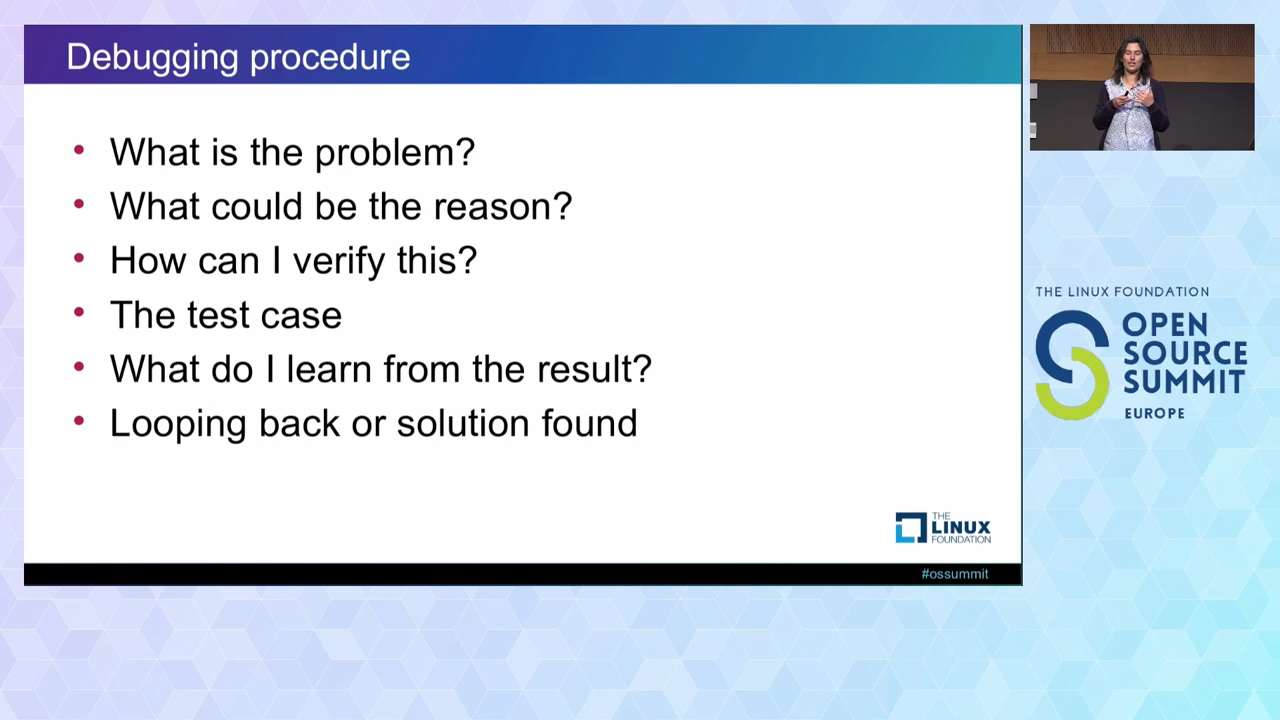 Debugging procedure
• What is the problem?
• What could be the reason?
• How can I verify this?
• The test case
• What do I learn from the result?
• Looping back or solution found
THE
LINUX
FOUNDATION
#ossummit
THE LINUX FOUNDATION
OPEN
SOURCE
SUMMIT
EUROPE